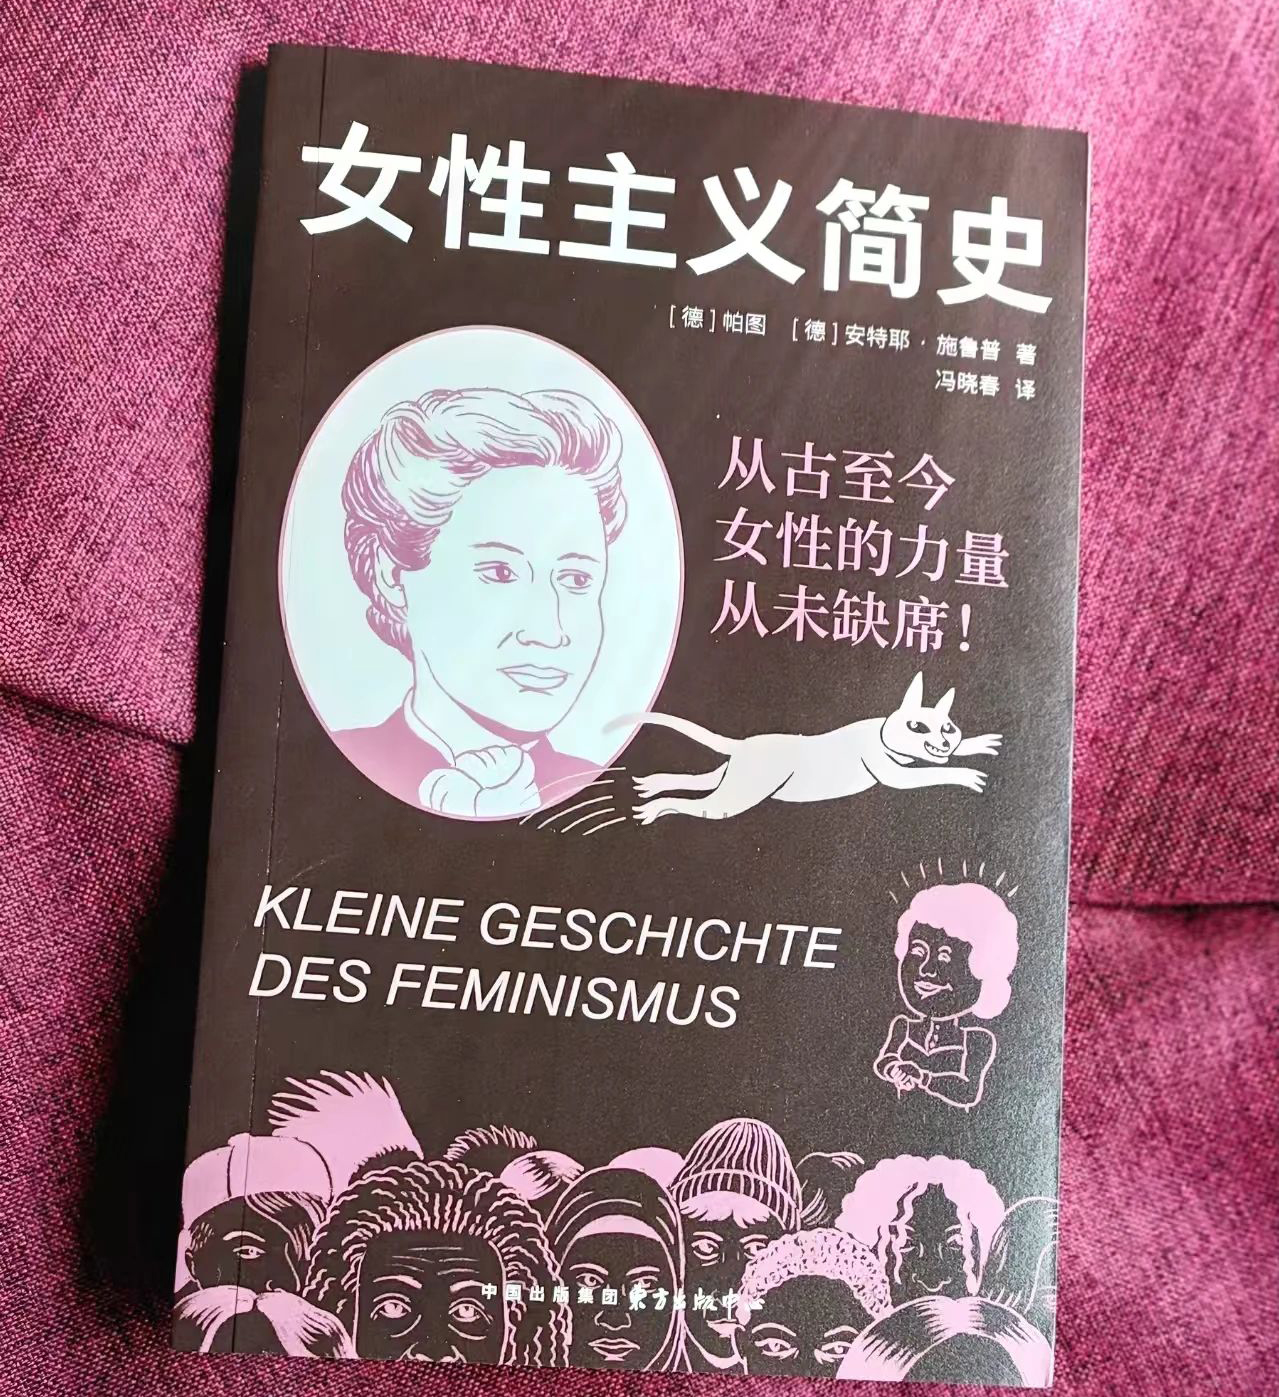 女性主义简史
[德]帕图 [德]安特耶·施鲁普 著
冯晓春 译
从古至今
女性的力量
从未缺席！
KLEINE GESCHICHTE
DES FEMINISMUS
中国出版集团 东方出版中心